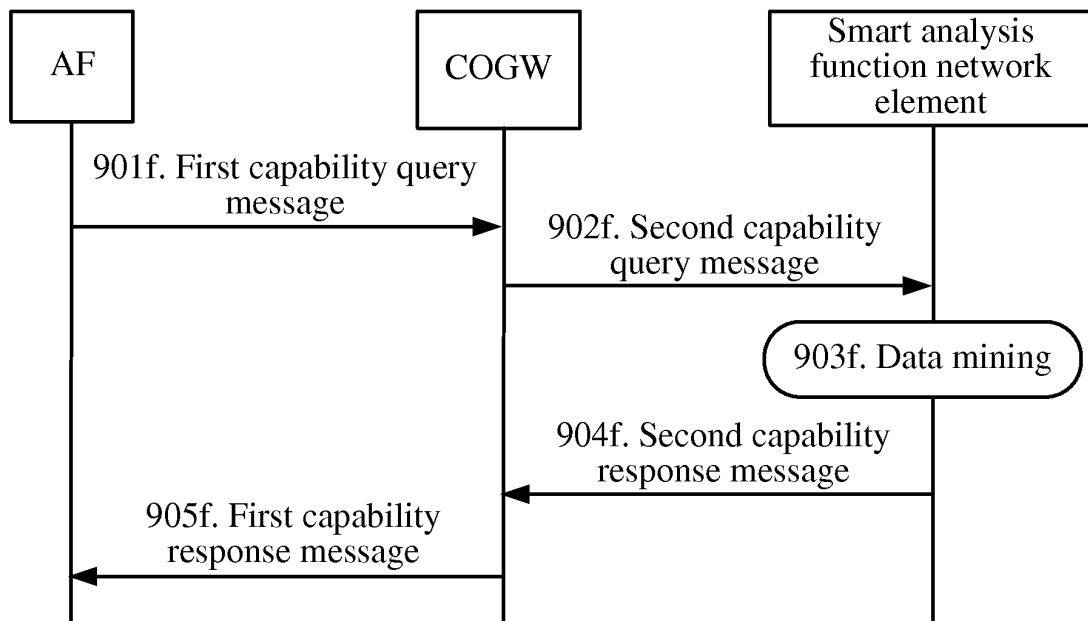 AF
COGW
Smart analysis
function network
element
901f. First capability query
message
902f. Second capability
query message
903f. Data mining
904f. Second capability
response message
905f. First capability
response message